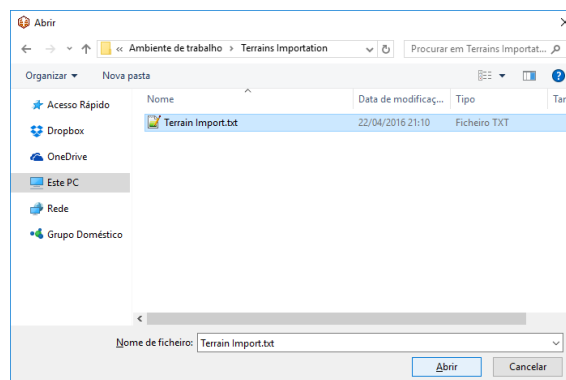 Abrir
« Ambiente de trabalho > Terrains Importation
Procurar em Terrains Importat...
Organizar
Nova pasta
Nome
Data de modificaç...
Tipo
Tar
Acesso Rápido
Terrain Import.txt
22/04/2016 21:10
Ficheiro TXT
Dropbox
OneDrive
Este PC
Rede
Grupo Doméstico
Nome de ficheiro:
Terrain Import.txt
Abrir
Cancelar